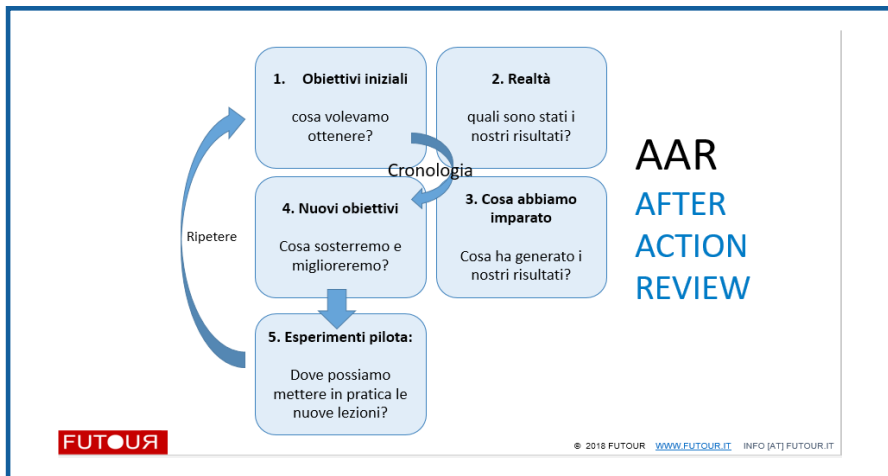 1. Obiettivi iniziali
cosa volevamo
ottenere?
2. Realtà
quali sono stati i
nostri risultati?
Cronologia
3. Cosa abbiamo
imparato
Cosa ha generato i
nostri risultati?
4. Nuovi obiettivi
Cosa sosterremo e
miglioreremo?
Ripetere
5. Esperimenti pilota:
Dove possiamo
mettere in pratica le
nuove lezioni?
AAR
AFTER
ACTION
REVIEW
FUTOUЯ
© 2018 FUTOUR WWW.FUTOUR.IT INFO [AT] FUTOUR.IT